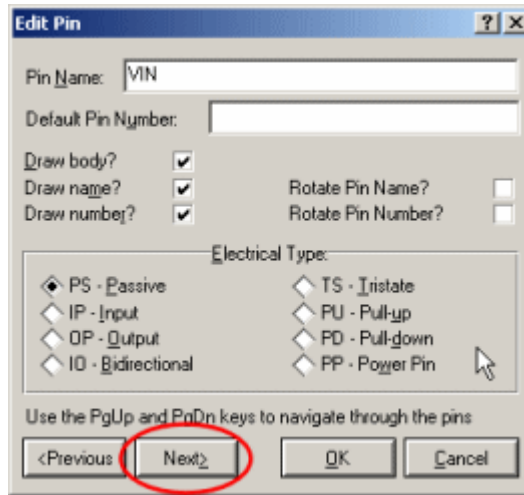 Edit Pin
Pin Name: VIN
Default Pin Number:
Draw body?
Draw name? Rotate Pin Name?
Draw number? Rotate Pin Number?
Electrical Type:
PS - Passive TS - Tristate
IP - Input PU - Pull-up
OP - Output PD - Pull-down
IO - Bidirectional PP - Power Pin
Use the PgUp and PgDn keys to navigate through the pins
<Previous Next> OK Cancel